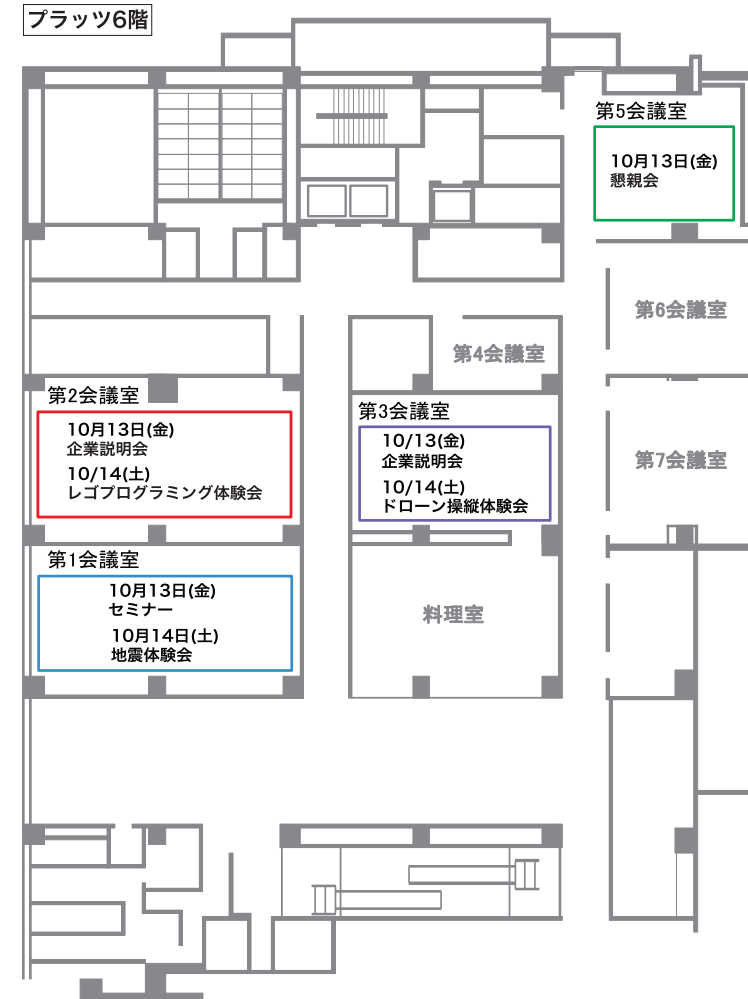 プラッツ6階
第5会議室
10月13日(金)
懇親会
第6会議室
第4会議室
第2会議室
10月13日(金)
企業説明会
10/14(土)
レゴプログラミング体験会
第3会議室
10/13(金)
企業説明会
10/14(土)
ドローン操縦体験会
第7会議室
第1会議室
10月13日(金)
セミナー
10月14日(土)
地震体験会
料理室